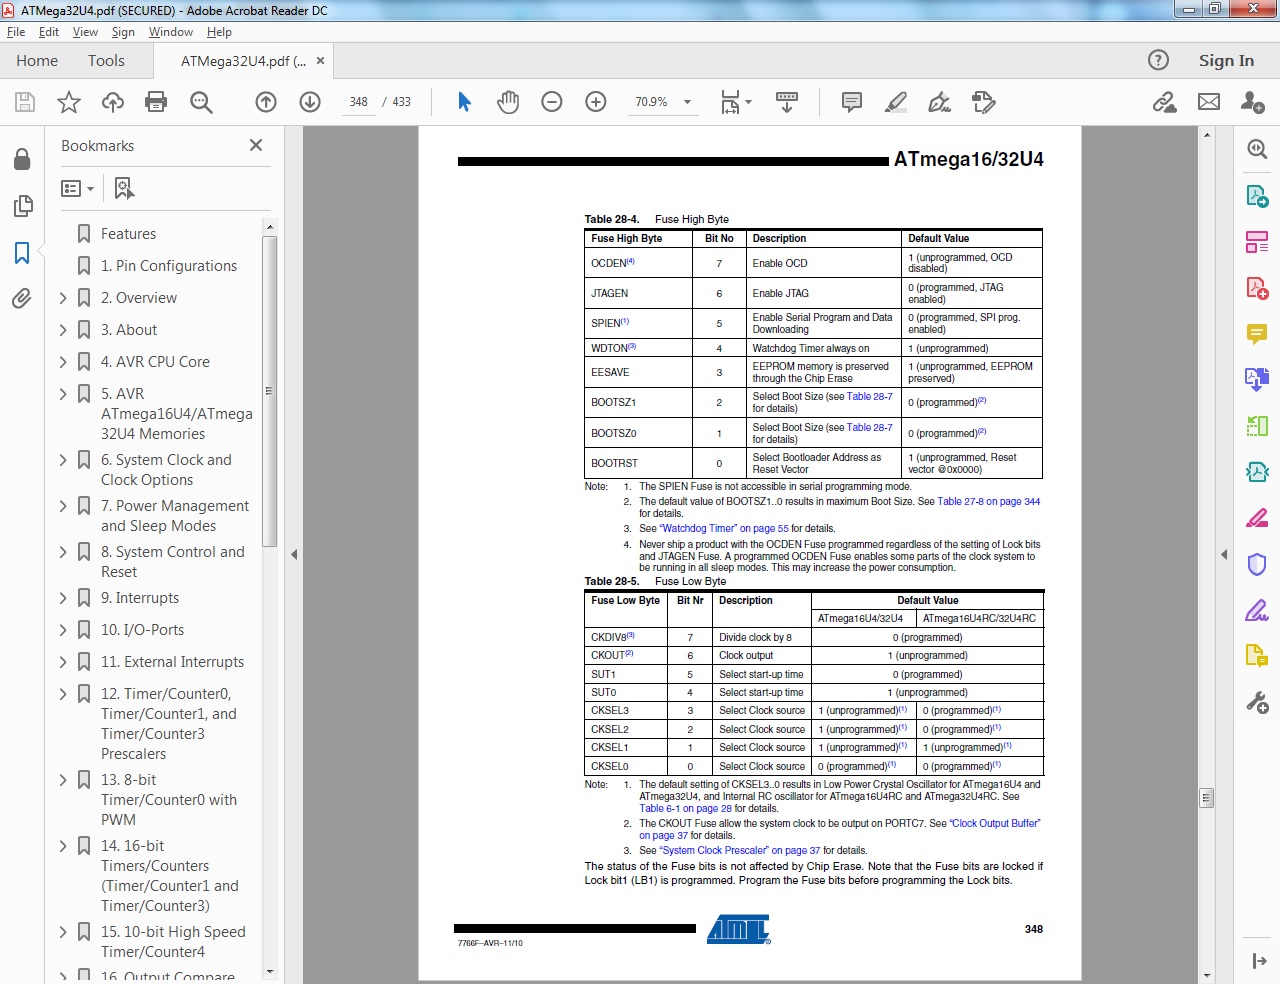 ATMega32U4.pdf (SECURED) - Adobe Acrobat Reader DC
File Edit View Sign Window Help
Home Tools ATMega32U4.pdf (... × Sign In
348 / 433 70.9%
Bookmarks
Features
1. Pin Configurations
2. Overview
3. About
4. AVR CPU Core
5. AVR
ATmega16U4/ATmega
32U4 Memories
6. System Clock and
Clock Options
7. Power Management
and Sleep Modes
8. System Control and
Reset
9. Interrupts
10. I/O-Ports
11. External Interrupts
12. Timer/Counter0,
Timer/Counter1, and
Timer/Counter3
Prescalers
13. 8-bit
Timer/Counter0 with
PWM
14. 16-bit
Timers/Counters
(Timer/Counter1 and
Timer/Counter3)
15. 10-bit High Speed
Timer/Counter4
16. Output Compare
ATmega16/32U4
Table 28-4. Fuse High Byte
Fuse High Byte Bit No Description Default Value
OCDEN(4) 7 Enable OCD 1 (unprogrammed, OCD
disabled)
JTAGEN 6 Enable JTAG 0 (programmed, JTAG
enabled)
SPIEN(1) 5 Enable Serial Program and Data
Downloading 0 (programmed, SPI prog.
enabled)
WDTON(3) 4 Watchdog Timer always on 1 (unprogrammed)
EESAVE 3 EEPROM memory is preserved
through the Chip Erase 1 (unprogrammed, EEPROM
preserved)
BOOTSZ1 2 Select Boot Size (see Table 28-7
for details) 0 (programmed)(2)
BOOTSZ0 1 Select Boot Size (see Table 28-7
for details) 0 (programmed)(2)
BOOTRST 0 Select Bootloader Address as
Reset Vector 1 (unprogrammed, Reset
vector @0x0000)
Note: 1. The SPIEN Fuse is not accessible in serial programming mode.
2. The default value of BOOTSZ1..0 results in maximum Boot Size. See Table 27-8 on page 344
for details.
3. See “Watchdog Timer” on page 55 for details.
4. Never ship a product with the OCDEN Fuse programmed regardless of the setting of Lock bits
and JTAGEN Fuse. A programmed OCDEN Fuse enables some parts of the clock system to
be running in all sleep modes. This may increase the power consumption.
Table 28-5. Fuse Low Byte
Fuse Low Byte Bit Nr Description Default Value
ATmega16U4/32U4 ATmega16U4RC/32U4RC
CKDIV8(3) 7 Divide clock by 8 0 (programmed)
CKOUT(2) 6 Clock output 1 (unprogrammed)
SUT1 5 Select start-up time 0 (programmed)
SUT0 4 Select start-up time 1 (unprogrammed)
CKSEL3 3 Select Clock source 1 (unprogrammed)(1) 0 (programmed)(1)
CKSEL2 2 Select Clock source 1 (unprogrammed)(1) 0 (programmed)(1)
CKSEL1 1 Select Clock source 1 (unprogrammed)(1) 1 (unprogrammed)(1)
CKSEL0 0 Select Clock source 0 (programmed)(1) 0 (programmed)(1)
Note: 1. The default setting of CKSEL3..0 results in Low Power Crystal Oscillator for ATmega16U4 and
ATmega32U4, and Internal RC oscillator for ATmega16U4RC and ATmega32U4RC. See
Table 6-1 on page 28 for details.
2. The CKOUT Fuse allow the system clock to be output on PORTC7. See “Clock Output Buffer”
on page 37 for details.
3. See “System Clock Prescaler” on page 37 for details.
The status of the Fuse bits is not affected by Chip Erase. Note that the Fuse bits are locked if
Lock bit1 (LB1) is programmed. Program the Fuse bits before programming the Lock bits.
ATMEL 348
7766F–AVR–11/10